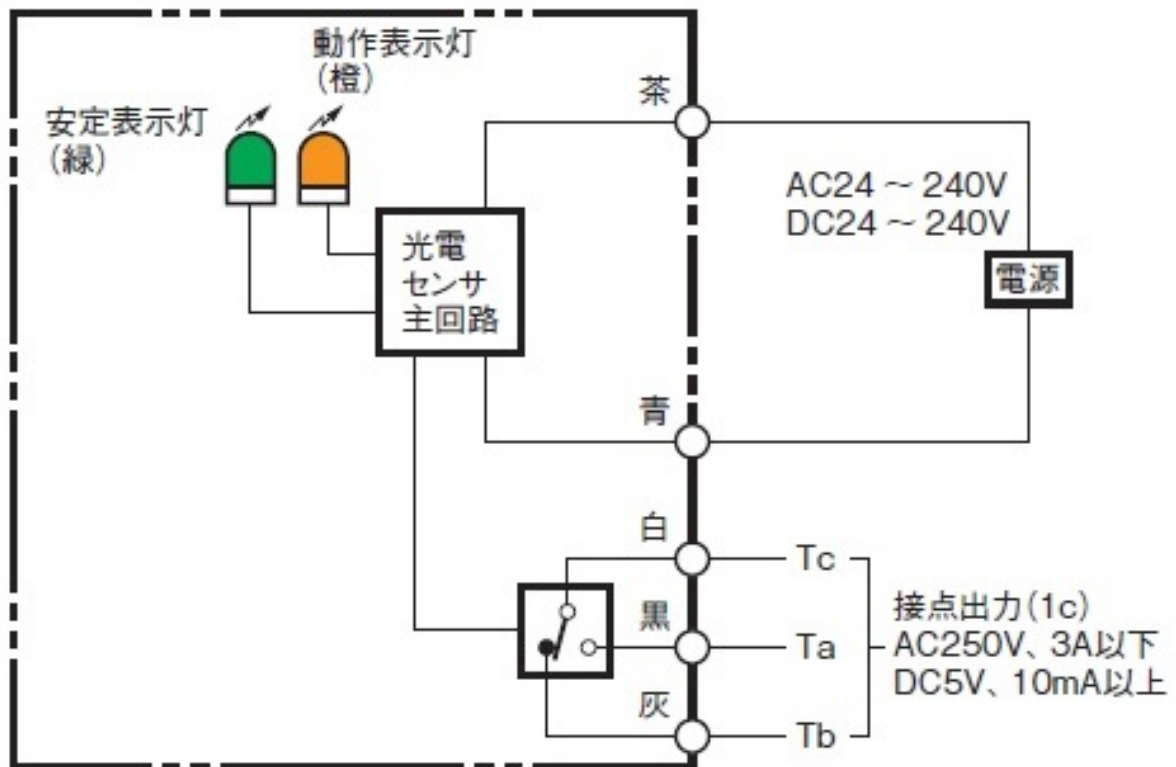 動作表示灯
(橙)
安定表示灯
(緑)
茶
AC24 ～ 240V
DC24 ～ 240V
光電
センサ
主回路
電源
青
白
Tc
黒
Ta
接点出力(1c)
AC250V、3A以下
DC5V、10mA以上
灰
Tb